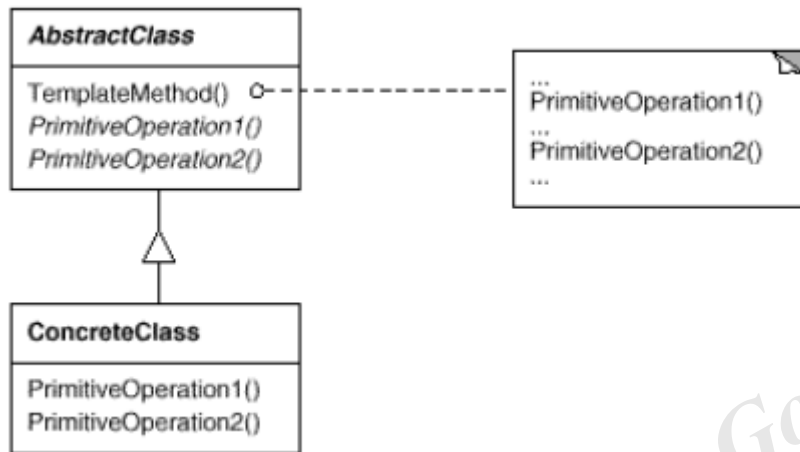 AbstractClass
TemplateMethod()
PrimitiveOperation1()
PrimitiveOperation2()
...
PrimitiveOperation1()
...
PrimitiveOperation2()
...
ConcreteClass
PrimitiveOperation1()
PrimitiveOperation2()